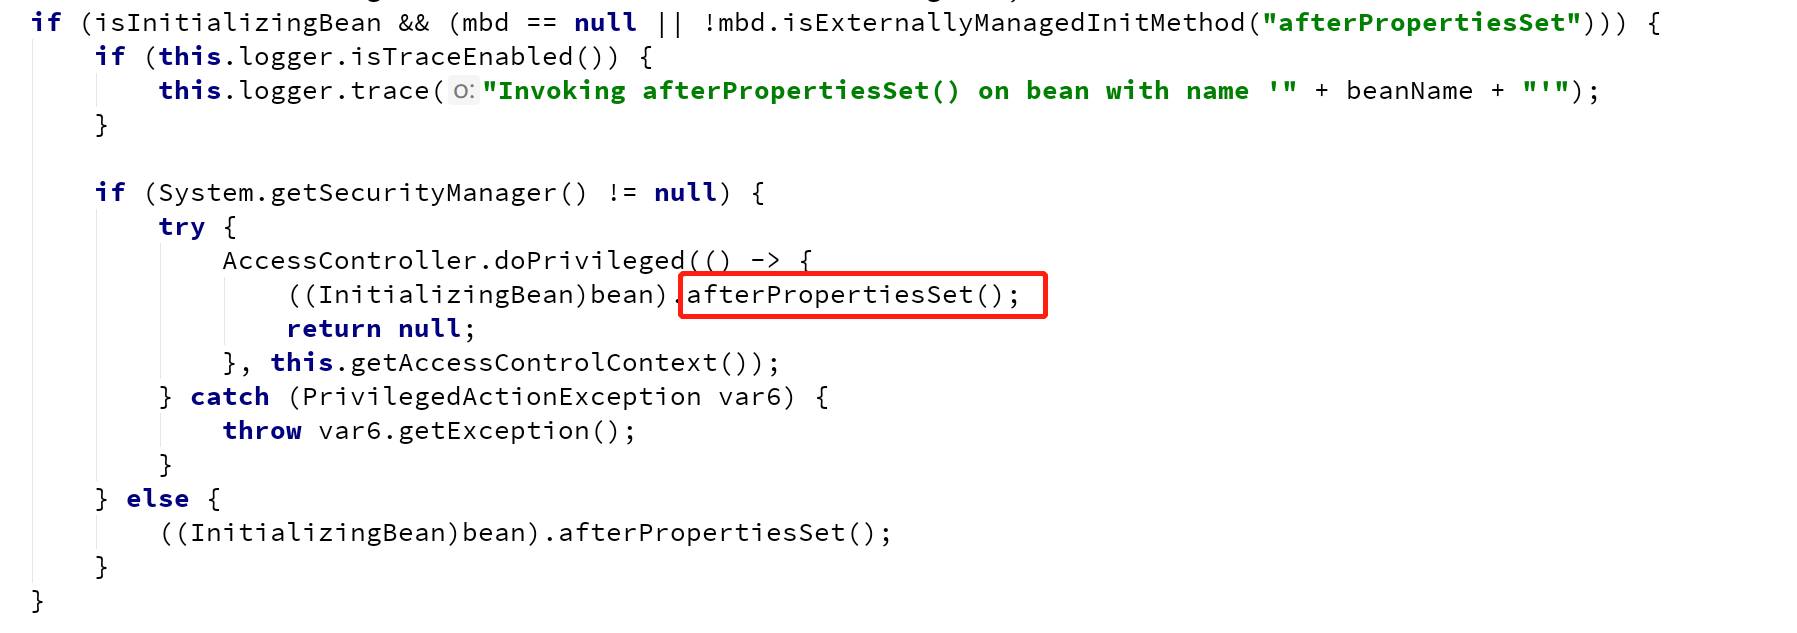 if (isInitializingBean && (mbd == null || !mbd.isExternallyManagedInitMethod("afterPropertiesSet"))) {
    if (this.logger.isTraceEnabled()) {
        this.logger.trace( o: "Invoking afterPropertiesSet() on bean with name '" + beanName + "'");
    }

    if (System.getSecurityManager() != null) {
        try {
            AccessController.doPrivileged(() -> {
                ((InitializingBean)bean).afterPropertiesSet();
                return null;
            }, this.getAccessControlContext());
        } catch (PrivilegedActionException var6) {
            throw var6.getException();
        }
    } else {
        ((InitializingBean)bean).afterPropertiesSet();
    }
}